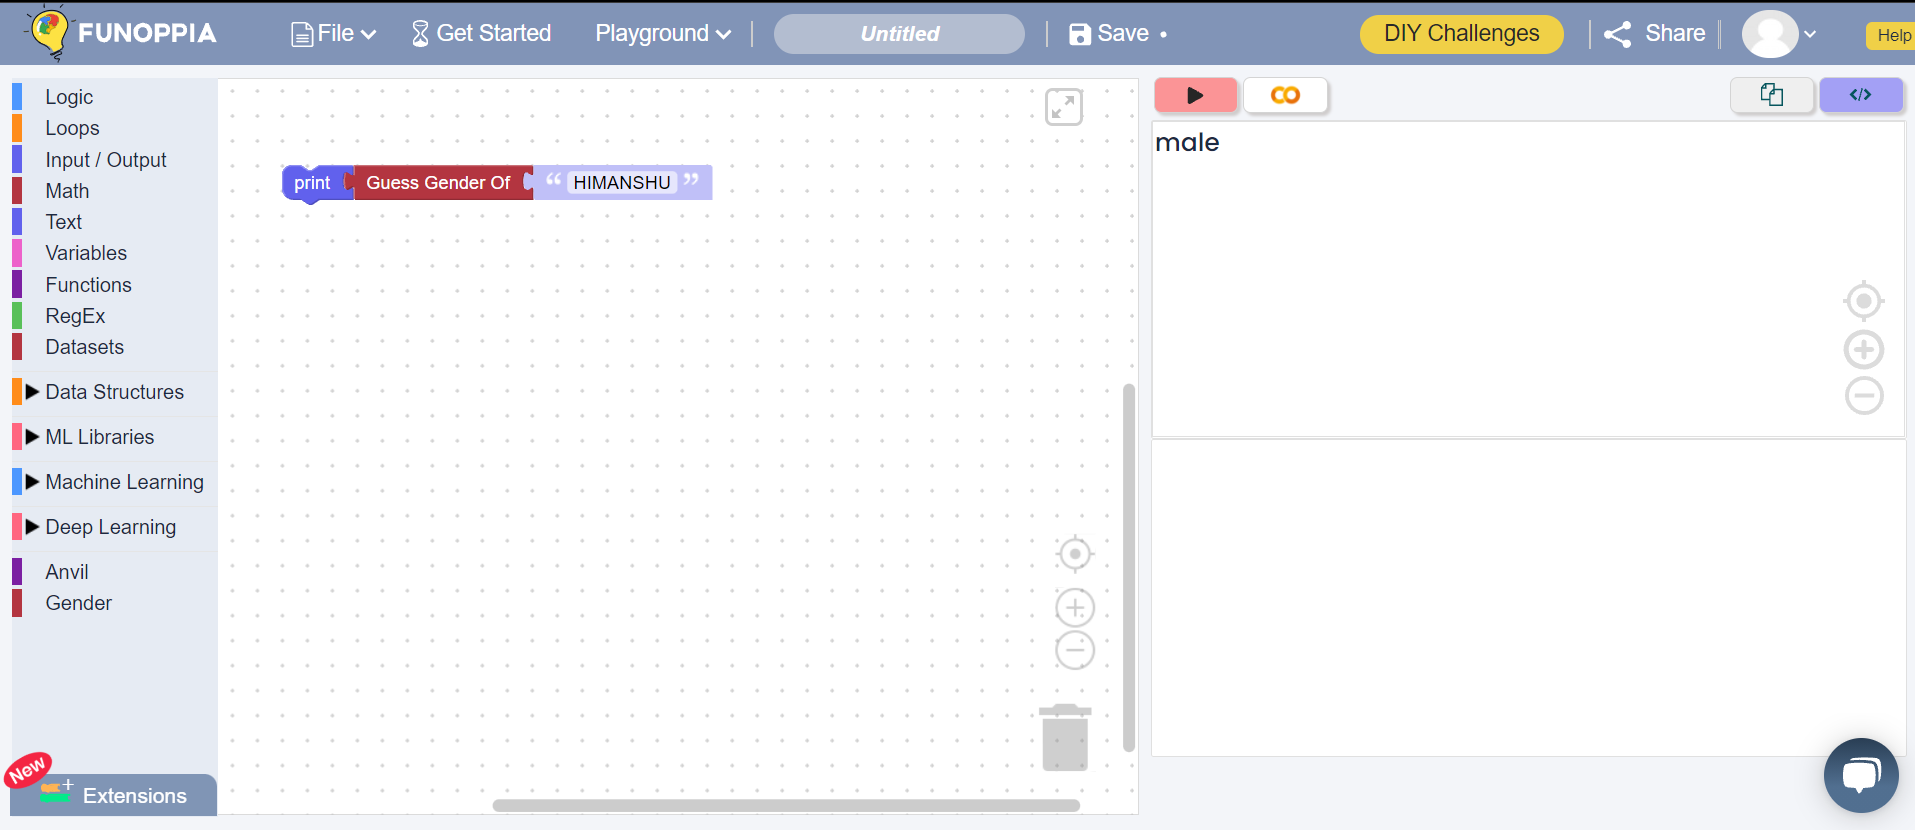 FUNOPPIA
File
Get Started
Playground
Untitled
Save
DIY Challenges
Share
Help
Logic
Loops
Input / Output
Math
Text
Variables
Functions
RegEx
Datasets
Data Structures
ML Libraries
Machine Learning
Deep Learning
Anvil
Gender
New
Extensions
print Guess Gender Of “ HIMANSHU ”
</>
male